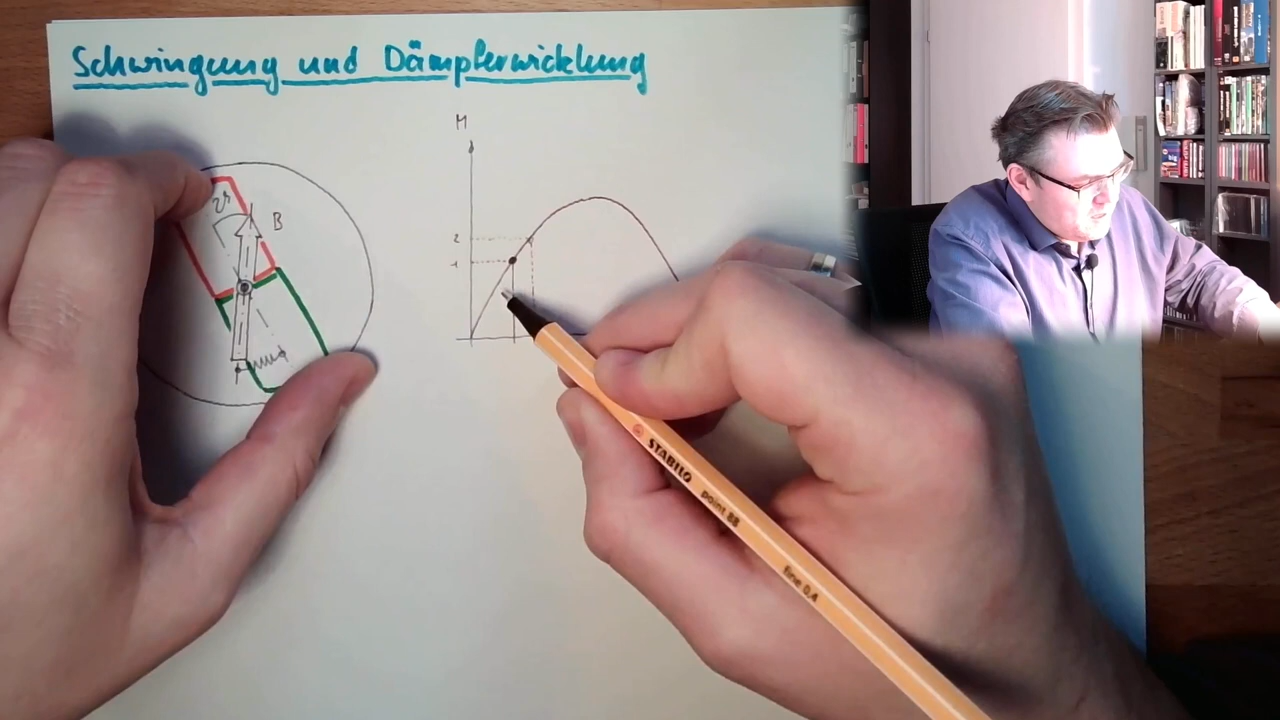 Schwingung und Dämpferwicklung
M
ϑ
B
2
1
STABILO
point 88
fine 0,4